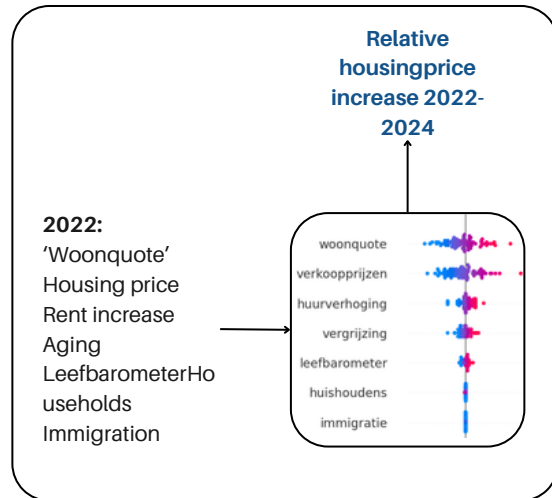 Relative
housingprice
increase 2022-
2024
2022:
‘Woonquote’
Housing price
Rent increase
Aging
LeefbarometerHo
useholds
Immigration
woonquote
verkoopprijzen
huurverhoging
vergrijzing
leefbarometer
huishoudens
immigratie